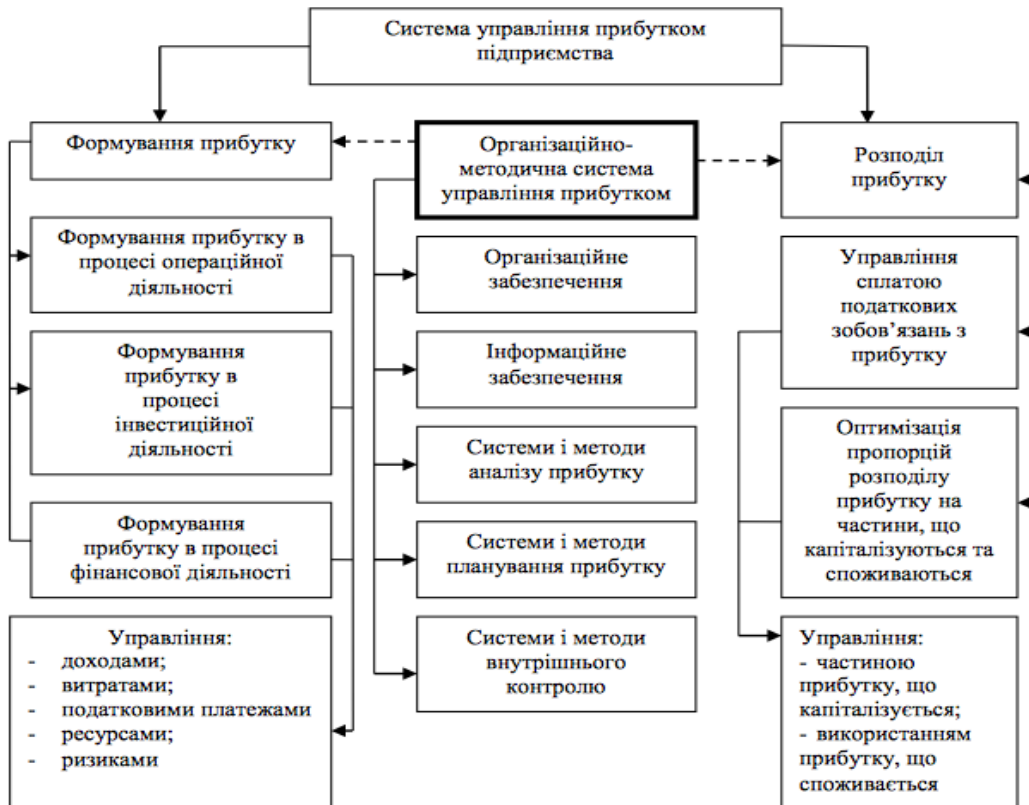 Система управління прибутком
підприємства
Формування прибутку
Організаційно-
методична система
управління прибутком
Розподіл
прибутку
Формування прибутку в
процесі операційної
діяльності
Формування
прибутку в
процесі
інвестиційної
діяльності
Формування
прибутку в процесі
фінансової діяльності
Управління:
- доходами;
- витратами;
- податковими платежами
- ресурсами;
- ризиками
Організаційне
забезпечення
Інформаційне
забезпечення
Системи і методи
аналізу прибутку
Системи і методи
планування прибутку
Системи і методи
внутрішнього
контролю
Управління
сплатою
податкових
зобов’язань з
прибутку
Оптимізація
пропорцій
розподілу
прибутку на
частини, що
капіталізуються та
споживаються
Управління:
- частиною
прибутку, що
капіталізується;
- використанням
прибутку, що
споживається